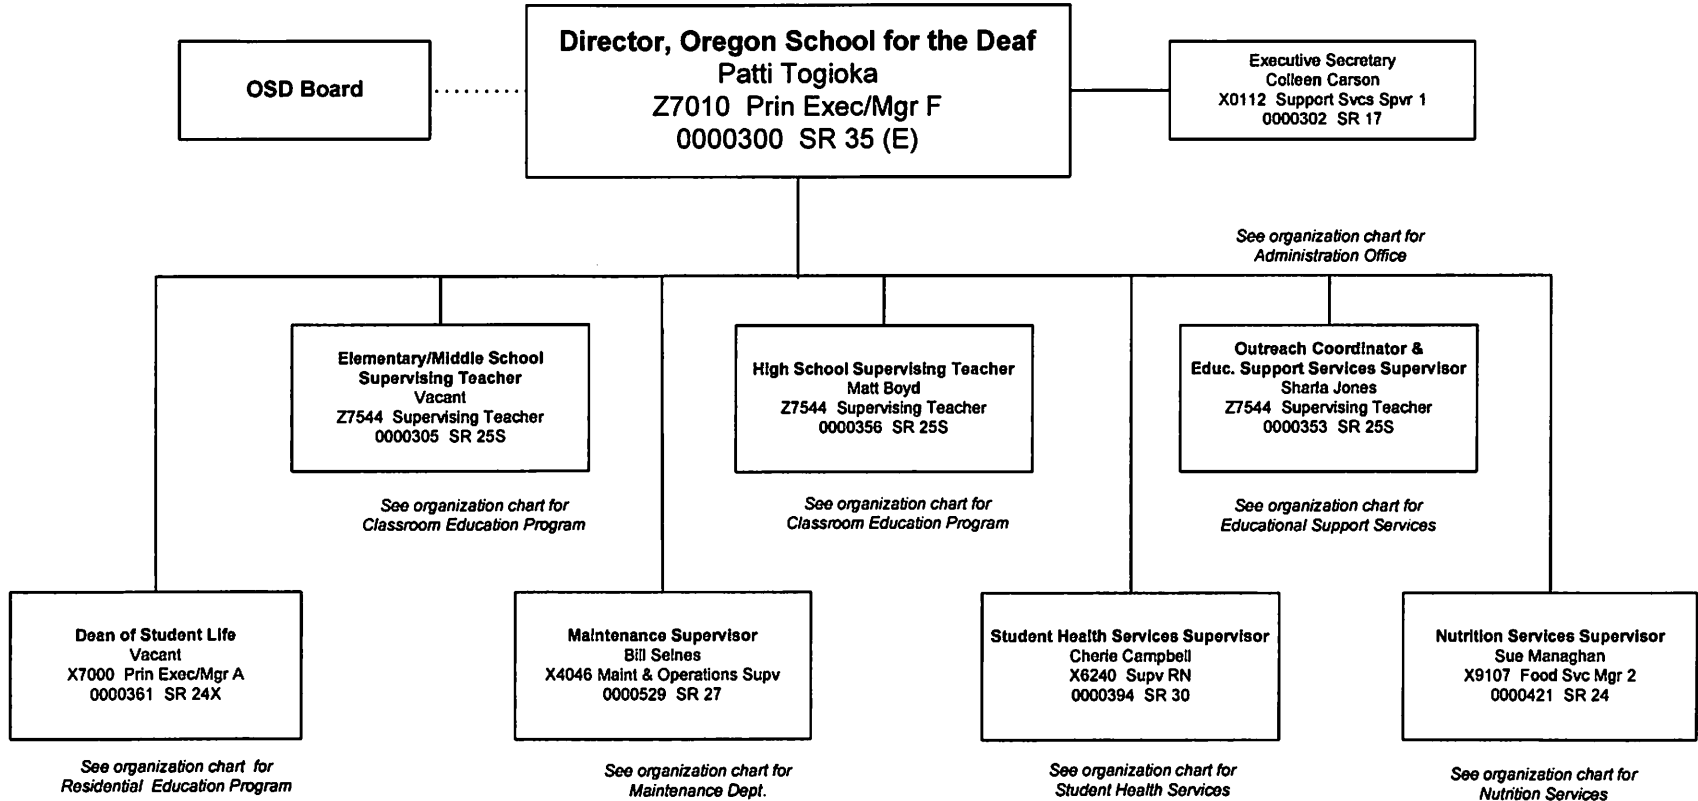 OSD Board
Director, Oregon School for the Deaf
Patti Togioka
Z7010 Prin Exec/Mgr F
0000300 SR 35 (E)
Executive Secretary
Colleen Carson
X0112 Support Svcs Spvr 1
0000302 SR 17
See organization chart for
Administration Office
Elementary/Middle School
Supervising Teacher
Vacant
Z7544 Supervising Teacher
0000305 SR 25S
See organization chart for
Classroom Education Program
High School Supervising Teacher
Matt Boyd
Z7544 Supervising Teacher
0000356 SR 25S
See organization chart for
Classroom Education Program
Outreach Coordinator &
Educ. Support Services Supervisor
Sharla Jones
Z7544 Supervising Teacher
0000353 SR 25S
See organization chart for
Educational Support Services
Dean of Student Life
Vacant
X7000 Prin Exec/Mgr A
0000361 SR 24X
See organization chart for
Residential Education Program
Maintenance Supervisor
Bill Selnes
X4046 Maint & Operations Supv
0000529 SR 27
See organization chart for
Maintenance Dept.
Student Health Services Supervisor
Cherie Campbell
X6240 Supv RN
0000394 SR 30
See organization chart for
Student Health Services
Nutrition Services Supervisor
Sue Managhan
X9107 Food Svc Mgr 2
0000421 SR 24
See organization chart for
Nutrition Services